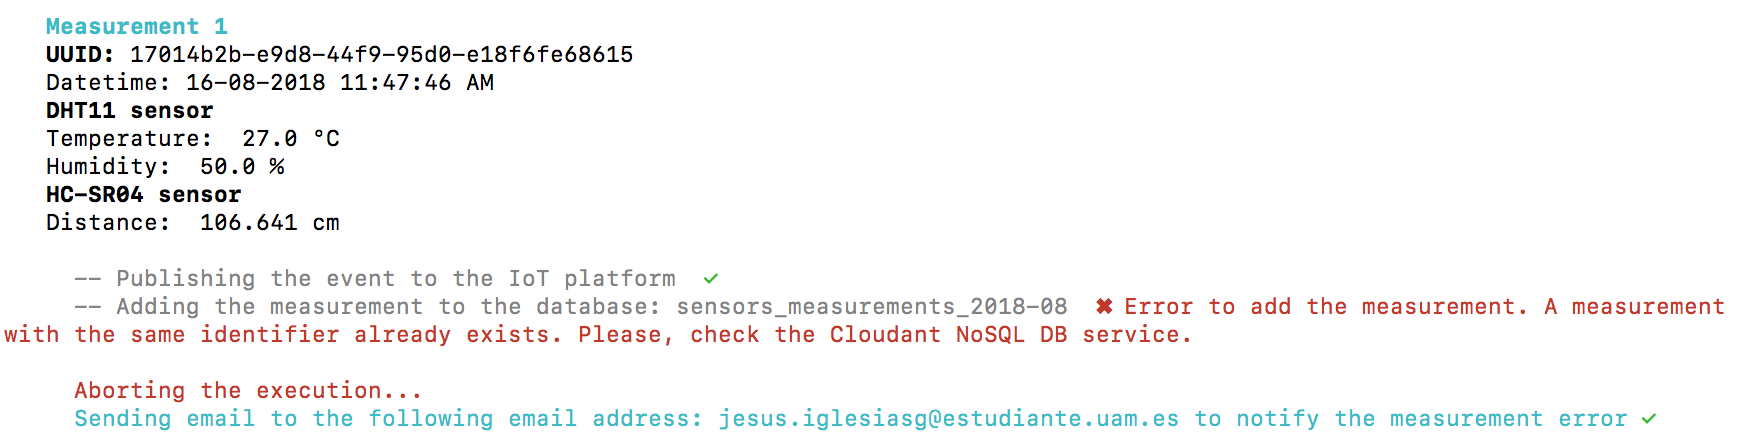 Measurement 1
UUID: 17014b2b-e9d8-44f9-95d0-e18f6fe68615
Datetime: 16-08-2018 11:47:46 AM
DHT11 sensor
Temperature:  27.0 °C
Humidity:  50.0 %
HC-SR04 sensor
Distance:  106.641 cm
-- Publishing the event to the IoT platform  ✓
-- Adding the measurement to the database: sensors_measurements_2018-08  ✖ Error to add the measurement. A measurement
with the same identifier already exists. Please, check the Cloudant NoSQL DB service.
Aborting the execution...
Sending email to the following email address: jesus.iglesiasg@estudiante.uam.es to notify the measurement error ✓